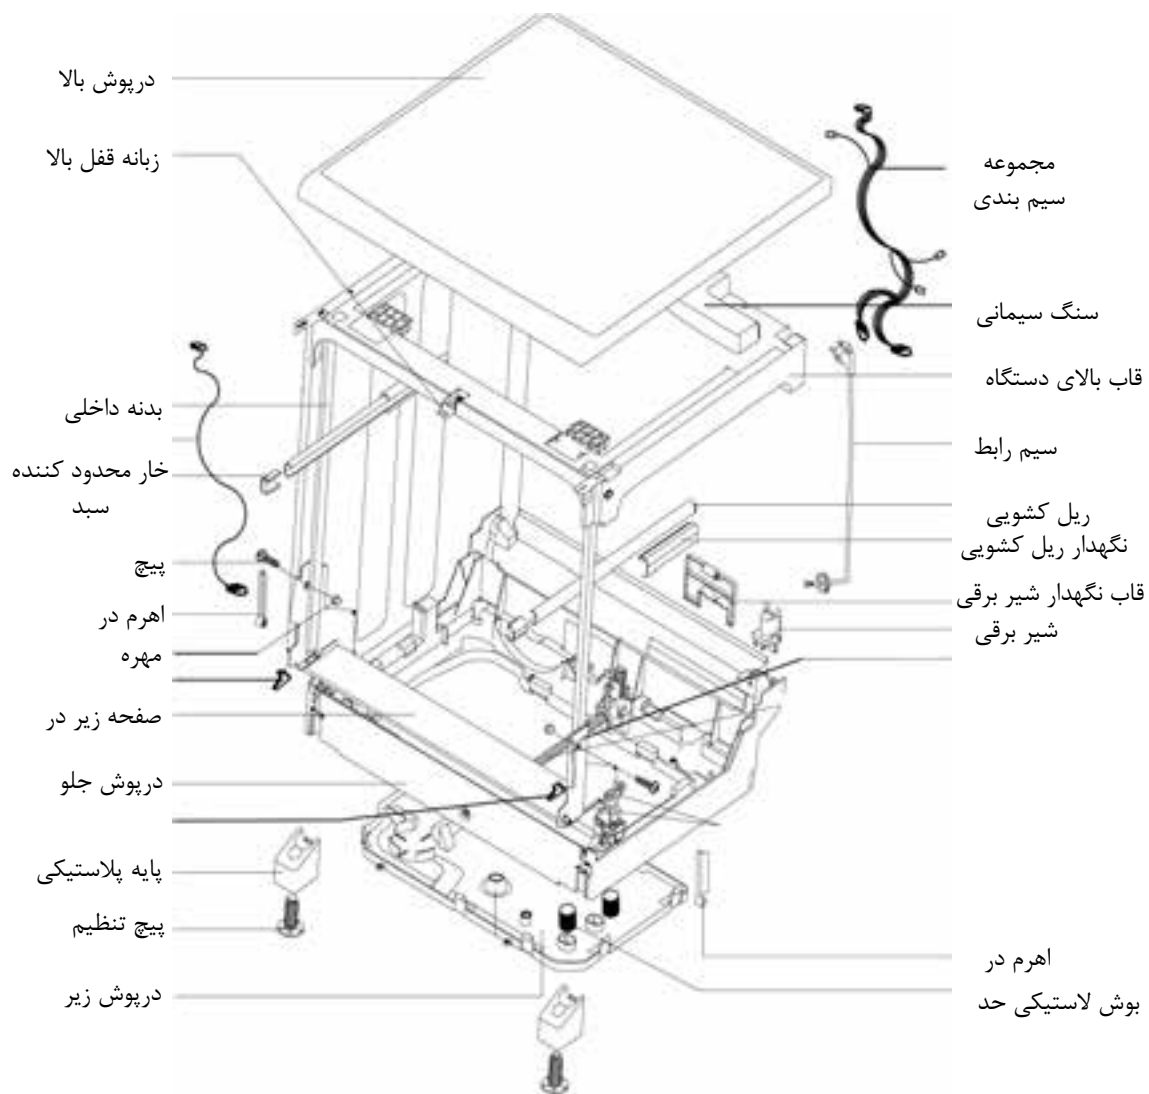 درپوش بالا
زبانه قفل بالا
بدنه داخلی
خار محدود کننده
سبد
پیچ
اهرم در
مهره
صفحه زیر در
درپوش جلو
پایه پلاستیکی
پیچ تنظیم
درپوش زیر
مجموعه
سیم بندی
سنگ سیمانی
قاب بالای دستگاه
سیم رابط
ریل کشویی
نگهدار ریل کشویی
قاب نگهدار شیر برقی
شیر برقی
اهرم در
بوش لاستیکی حد